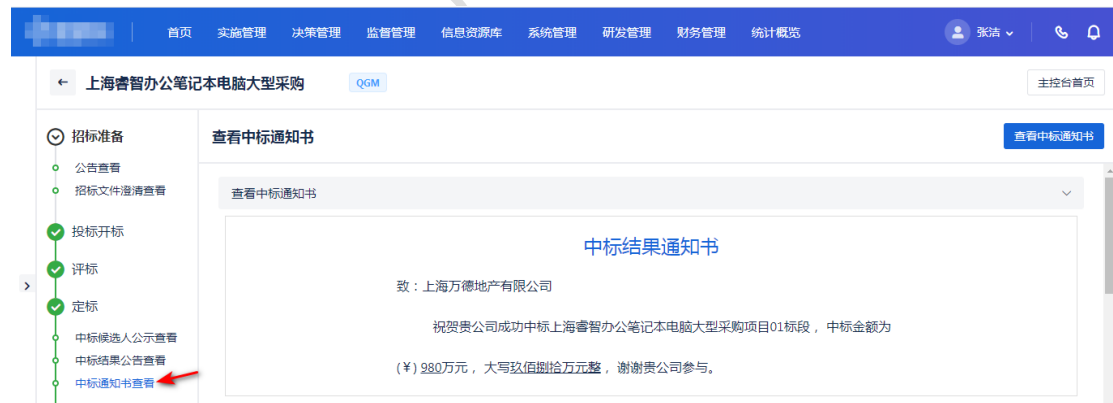 首页 实施管理 决策管理 监督管理 信息资源库 系统管理 研发管理 财务管理 统计概览 张洁
上海睿智办公笔记本电脑大型采购 QGM 主控台首页
招标准备
公告查看
招标文件澄清查看
投标开标
评标
定标
中标候选人公示查看
中标结果公告查看
中标通知书查看
查看中标通知书 查看中标通知书
查看中标通知书
中标结果通知书
致：上海万德地产有限公司
祝贺贵公司成功中标上海睿智办公笔记本电脑大型采购项目01标段，中标金额为
(￥) 980万元，大写玖佰捌拾万元整，谢谢贵公司参与。